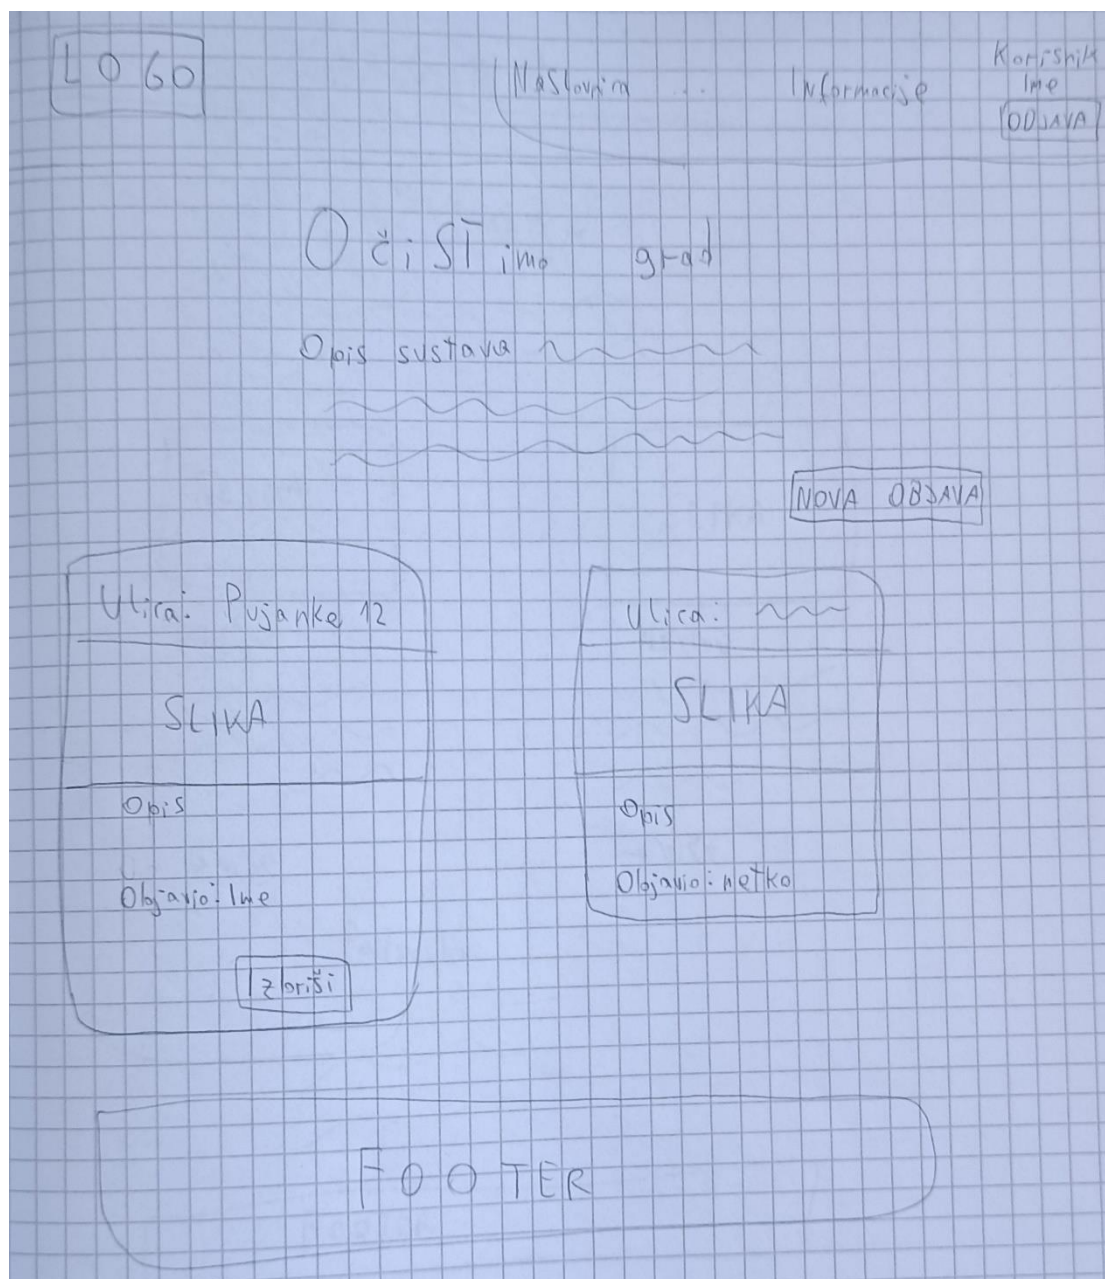 LOGO
Naslovnica ... Informacije
Korisnik
Ime
ODJAVA
OčiSTimo grad
Opis sustava
NOVA OBJAVA
Ulica: Pujanke 12
SLIKA
Opis
Objavio: Ime
Izbriši
Ulica:
SLIKA
Opis
Objavio: netko
FOOTER